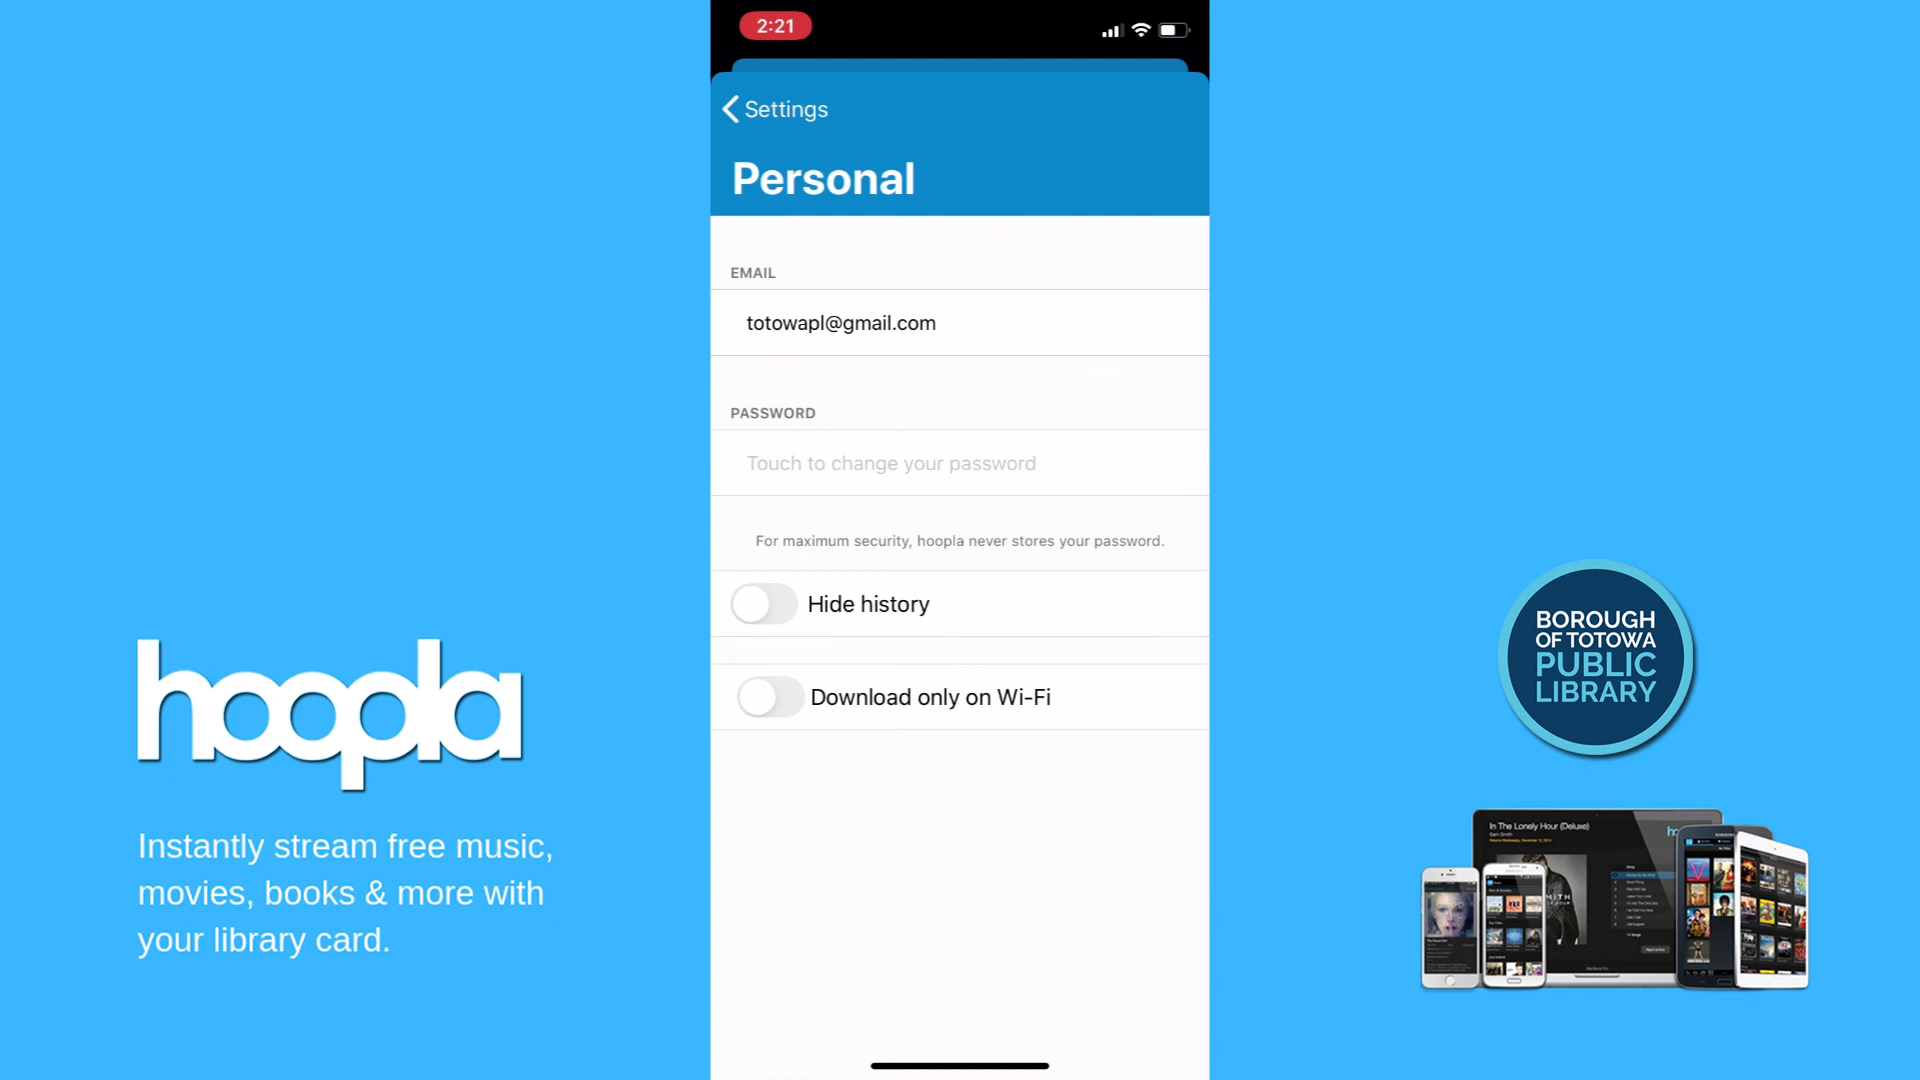 2:21
Settings
Personal
EMAIL
totowapl@gmail.com
PASSWORD
Touch to change your password
For maximum security, hoopla never stores your password.
Hide history
Download only on Wi-Fi
hoopla
Instantly stream free music,
movies, books & more with
your library card.
BOROUGH
OF TOTOWA
PUBLIC
LIBRARY
In The Lonely Hour (Deluxe)
Sam Smith